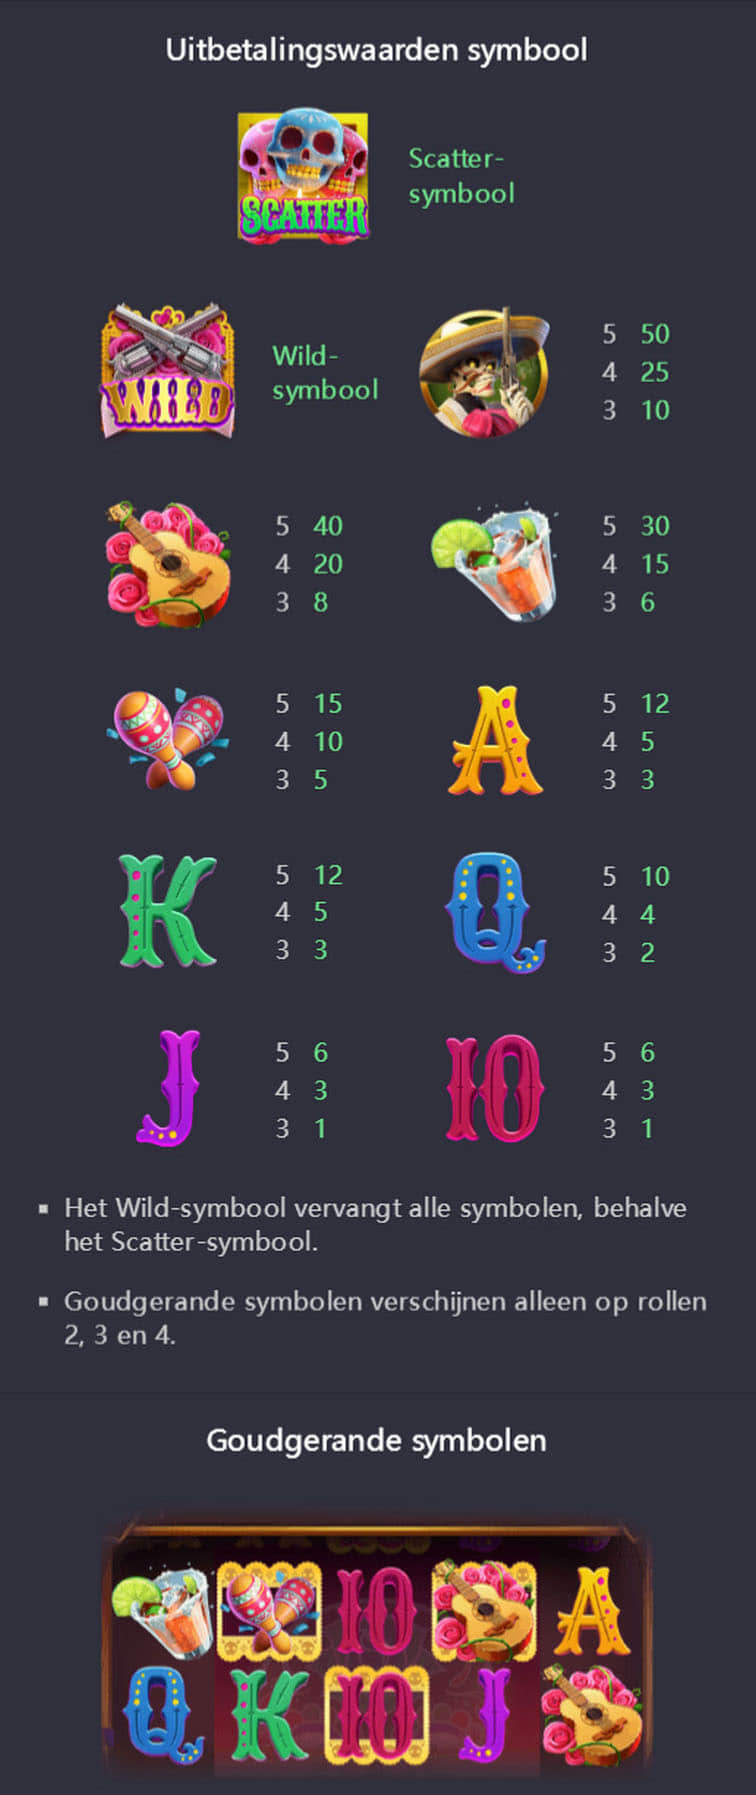 Uitbetalingswaarden symbool
SCATTER
Scatter-
symbool
WILD
Wild-
symbool
5 50
4 25
3 10
5 40
4 20
3 8
5 30
4 15
3 6
5 15
4 10
3 5
A
5 12
4 5
3 3
K
5 12
4 5
3 3
Q
5 10
4 4
3 2
J
5 6
4 3
3 1
10
5 6
4 3
3 1
▪ Het Wild-symbool vervangt alle symbolen, behalve
het Scatter-symbool.
▪ Goudgerande symbolen verschijnen alleen op rollen
2, 3 en 4.
Goudgerande symbolen
10 A
Q K 10 J